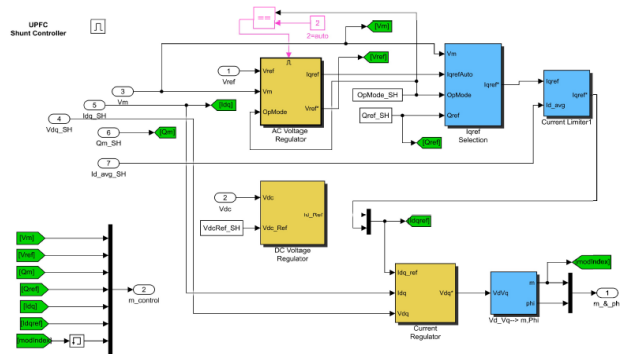 UPFC
Shunt Controller
2
2=auto
[Vm]
[Vref]
1
Vref
3
Vm
5
Idq_SH
4
Vdq_SH
6
Qm_SH
7
Id_avg_SH
[Idq]
[Qm]
Vref
Vm
OpMode
Iqref
Vref*
AC Voltage
Regulator
OpMode_SH
Qref_SH
[Qref]
Vm
IqrefAuto
OpMode
Qref
Iqref*
Iqref
Selection
Iqref
Id_avg
Iqref*
Current Limiter1
2
Vdc
VdcRef_SH
Vdc
Vdc_Ref
Id_Ref
DC Voltage
Regulator
[Idqref]
Idq_ref
Idq
Vdq
Vdq*
Current
Regulator
VdVq
m
phi
Vd_Vq--> m,Phi
[modIndex]
1
m_&_ph
[Vm]
[Vref]
[Qm]
[Qref]
[Idq]
[Idqref]
[modIndex]
2
m_control